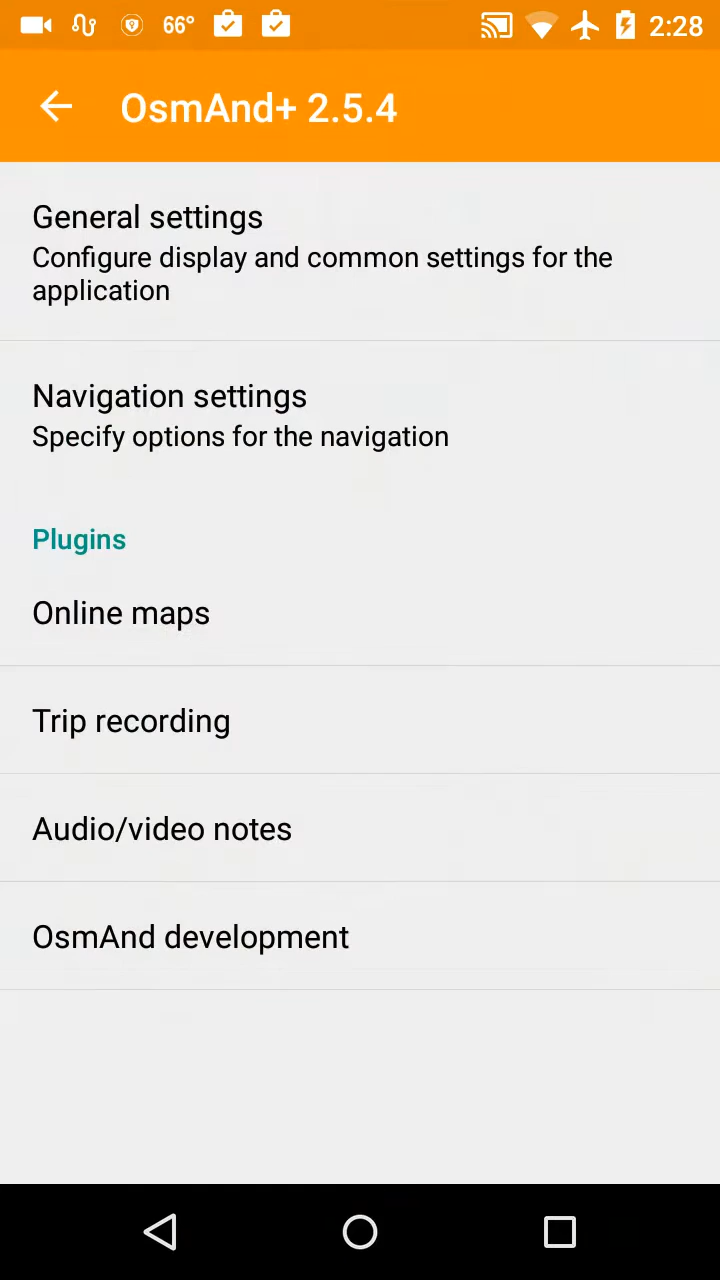 66° 2:28
OsmAnd+ 2.5.4
General settings
Configure display and common settings for the
application
Navigation settings
Specify options for the navigation
Plugins
Online maps
Trip recording
Audio/video notes
OsmAnd development